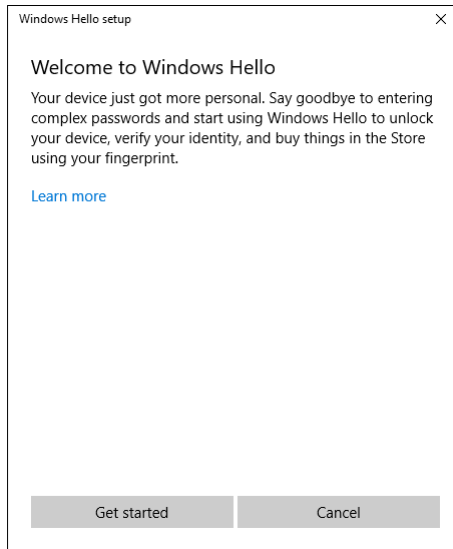 Windows Hello setup
Welcome to Windows Hello
Your device just got more personal. Say goodbye to entering
complex passwords and start using Windows Hello to unlock
your device, verify your identity, and buy things in the Store
using your fingerprint.
Learn more
Get started
Cancel